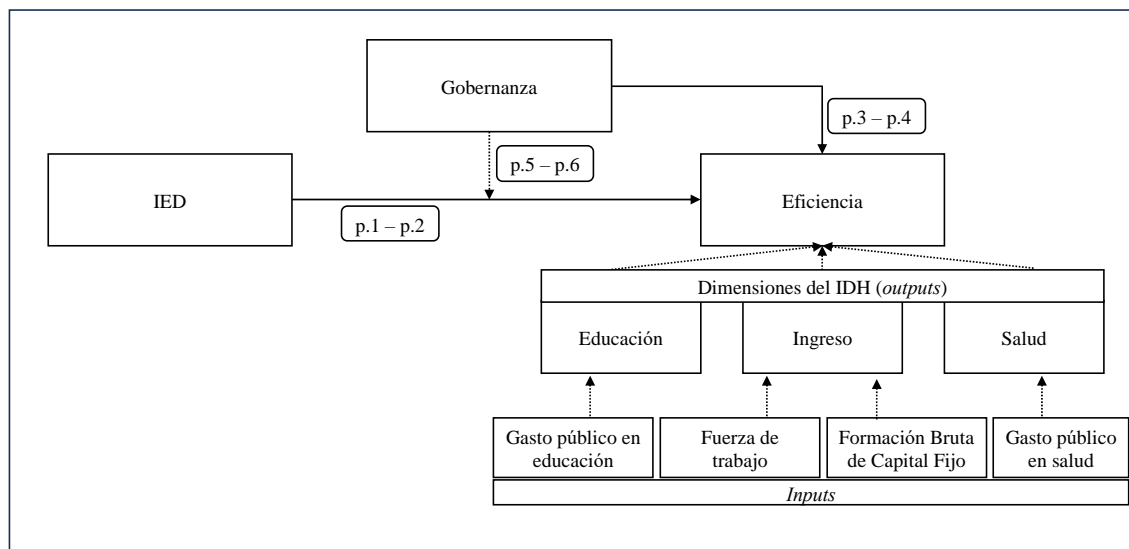 Gobernanza
p.3 – p.4
p.5 – p.6
IED
Eficiencia
p.1 – p.2
Dimensiones del IDH (outputs)
Educación
Ingreso
Salud
Gasto público en
educación
Fuerza de
trabajo
Formación Bruta
de Capital Fijo
Gasto público
en salud
Inputs